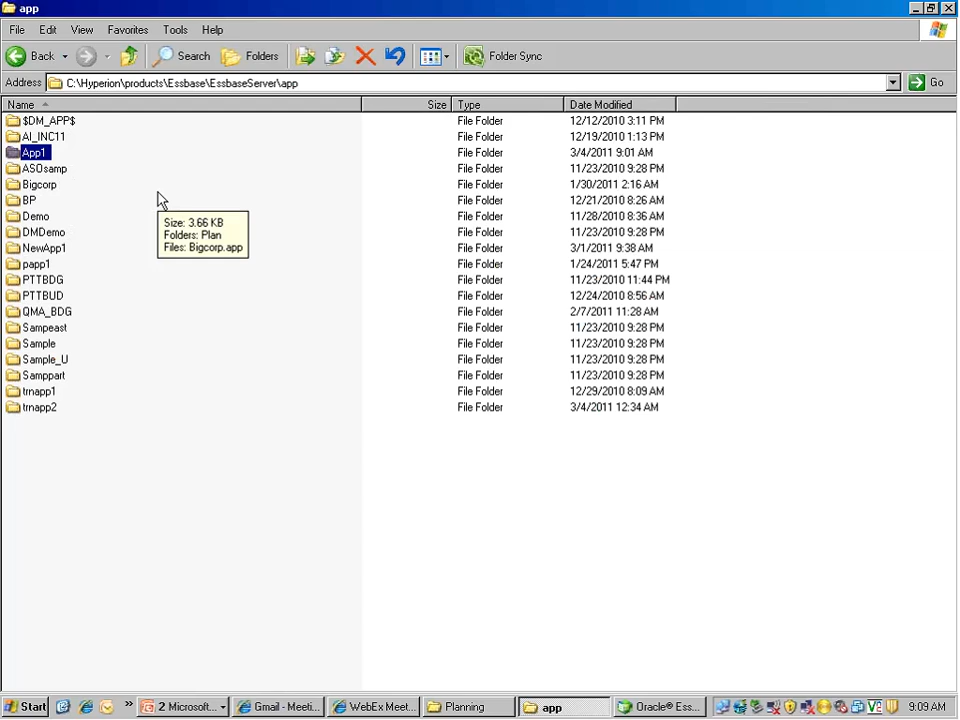 app
File Edit View Favorites Tools Help
Back Search Folders Folder Sync
Address C:\Hyperion\products\Essbase\EssbaseServer\app Go
Name Size Type Date Modified
$DM_APP$ File Folder 12/12/2010 3:11 PM
AI_INC11 File Folder 12/19/2010 1:13 PM
App1 File Folder 3/4/2011 9:01 AM
ASOsamp File Folder 11/23/2010 9:28 PM
Bigcorp File Folder 1/30/2011 2:16 AM
BP File Folder 12/21/2010 8:26 AM
Demo File Folder 11/28/2010 8:36 AM
DMDemo File Folder 11/23/2010 9:28 PM
NewApp1 File Folder 3/1/2011 9:38 AM
papp1 File Folder 1/24/2011 5:47 PM
PTTBDG File Folder 11/23/2010 11:44 PM
PTTBUD File Folder 12/24/2010 8:56 AM
QMA_BDG File Folder 2/7/2011 11:28 AM
Sampeast File Folder 11/23/2010 9:28 PM
Sample File Folder 11/23/2010 9:28 PM
Sample_U File Folder 11/23/2010 9:28 PM
Samppart File Folder 11/23/2010 9:28 PM
trnapp1 File Folder 12/29/2010 8:09 AM
trnapp2 File Folder 3/4/2011 12:34 AM
Size: 3.66 KB
Folders: Plan
Files: Bigcorp.app
Start 2 Microsoft... Gmail - Meeti... WebEx Meet... Planning app Oracle® Ess... 9:09 AM